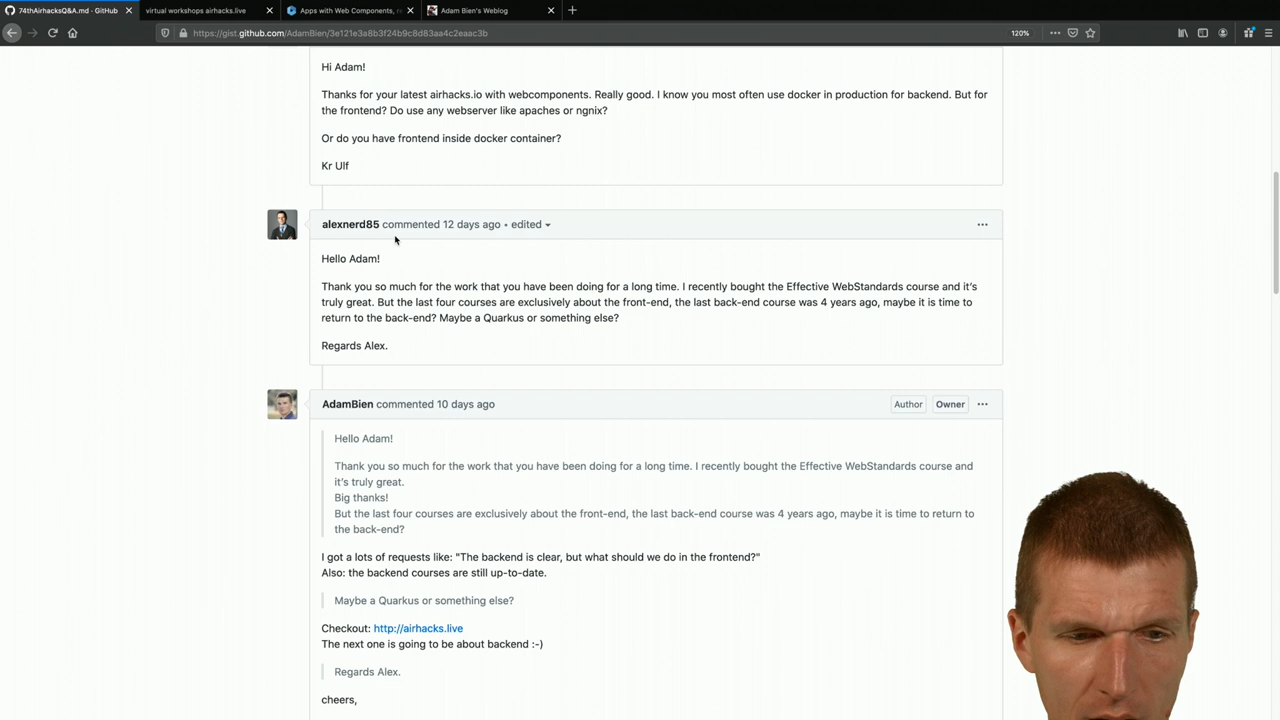 74thAirhacksQ&A.md · GitHub
virtual workshops airhacks.live
Apps with Web Components, re
Adam Bien's Weblog
https://gist.github.com/AdamBien/3e121e3a8b3f24b9c8d83aa4c2eaac3b
120%
Hi Adam!
Thanks for your latest airhacks.io with webcomponents. Really good. I know you most often use docker in production for backend. But for
the frontend? Do use any webserver like apaches or ngnix?
Or do you have frontend inside docker container?
Kr Ulf
alexnerd85 commented 12 days ago • edited
Hello Adam!
Thank you so much for the work that you have been doing for a long time. I recently bought the Effective WebStandards course and it's
truly great. But the last four courses are exclusively about the front-end, the last back-end course was 4 years ago, maybe it is time to
return to the back-end? Maybe a Quarkus or something else?
Regards Alex.
AdamBien commented 10 days ago
Author
Owner
Hello Adam!
Thank you so much for the work that you have been doing for a long time. I recently bought the Effective WebStandards course and
it's truly great.
Big thanks!
But the last four courses are exclusively about the front-end, the last back-end course was 4 years ago, maybe it is time to return to
the back-end?
I got a lots of requests like: "The backend is clear, but what should we do in the frontend?"
Also: the backend courses are still up-to-date.
Maybe a Quarkus or something else?
Checkout: http://airhacks.live
The next one is going to be about backend :-)
Regards Alex.
cheers,